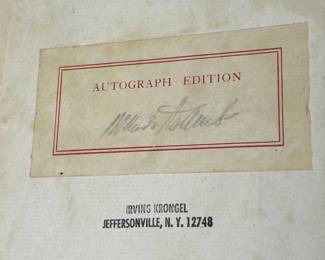 AUTOGRAPH EDITION
IRVING KRONGEL
JEFFERSONVILLE, N. Y. 12748